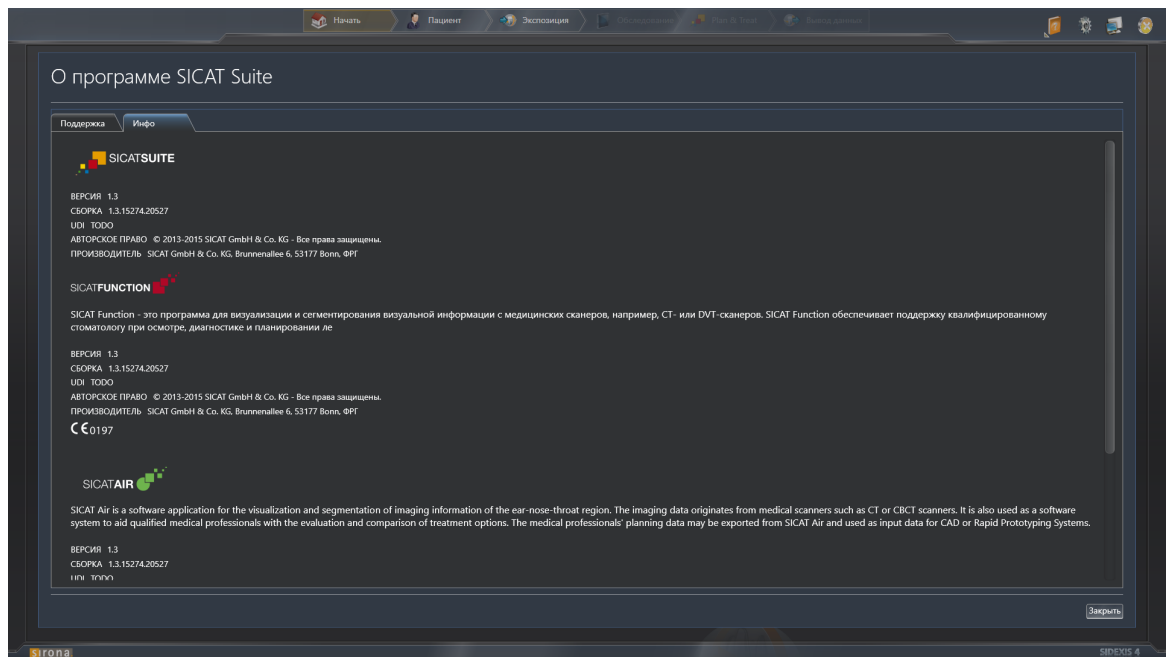 Начать
Пациент
Экспозиция
Обследование
Plan & Treat
Вывод данных
О программе SICAT Suite
Поддержка
Инфо
SICATSUITE
ВЕРСИЯ 1.3
СБОРКА 1.3.15274.20527
UDI TODO
АВТОРСКОЕ ПРАВО © 2013-2015 SICAT GmbH & Co. KG - Все права защищены.
ПРОИЗВОДИТЕЛЬ SICAT GmbH & Co. KG, Brunnenallee 6, 53177 Bonn, ФРГ
SICATFUNCTION
SICAT Function - это программа для визуализации и сегментирования визуальной информации с медицинских сканеров, например, CT- или DVT-сканеров. SICAT Function обеспечивает поддержку квалифицированному
стоматологу при осмотре, диагностике и планировании ле
ВЕРСИЯ 1.3
СБОРКА 1.3.15274.20527
UDI TODO
АВТОРСКОЕ ПРАВО © 2013-2015 SICAT GmbH & Co. KG - Все права защищены.
ПРОИЗВОДИТЕЛЬ SICAT GmbH & Co. KG, Brunnenallee 6, 53177 Bonn, ФРГ
CE0197
SICATAIR
SICAT Air is a software application for the visualization and segmentation of imaging information of the ear-nose-throat region. The imaging data originates from medical scanners such as CT or CBCT scanners. It is also used as a software
system to aid qualified medical professionals with the evaluation and comparison of treatment options. The medical professionals' planning data may be exported from SICAT Air and used as input data for CAD or Rapid Prototyping Systems.
ВЕРСИЯ 1.3
СБОРКА 1.3.15274.20527
UDI TODO
Закрыть
sirona
SIDEXIS 4